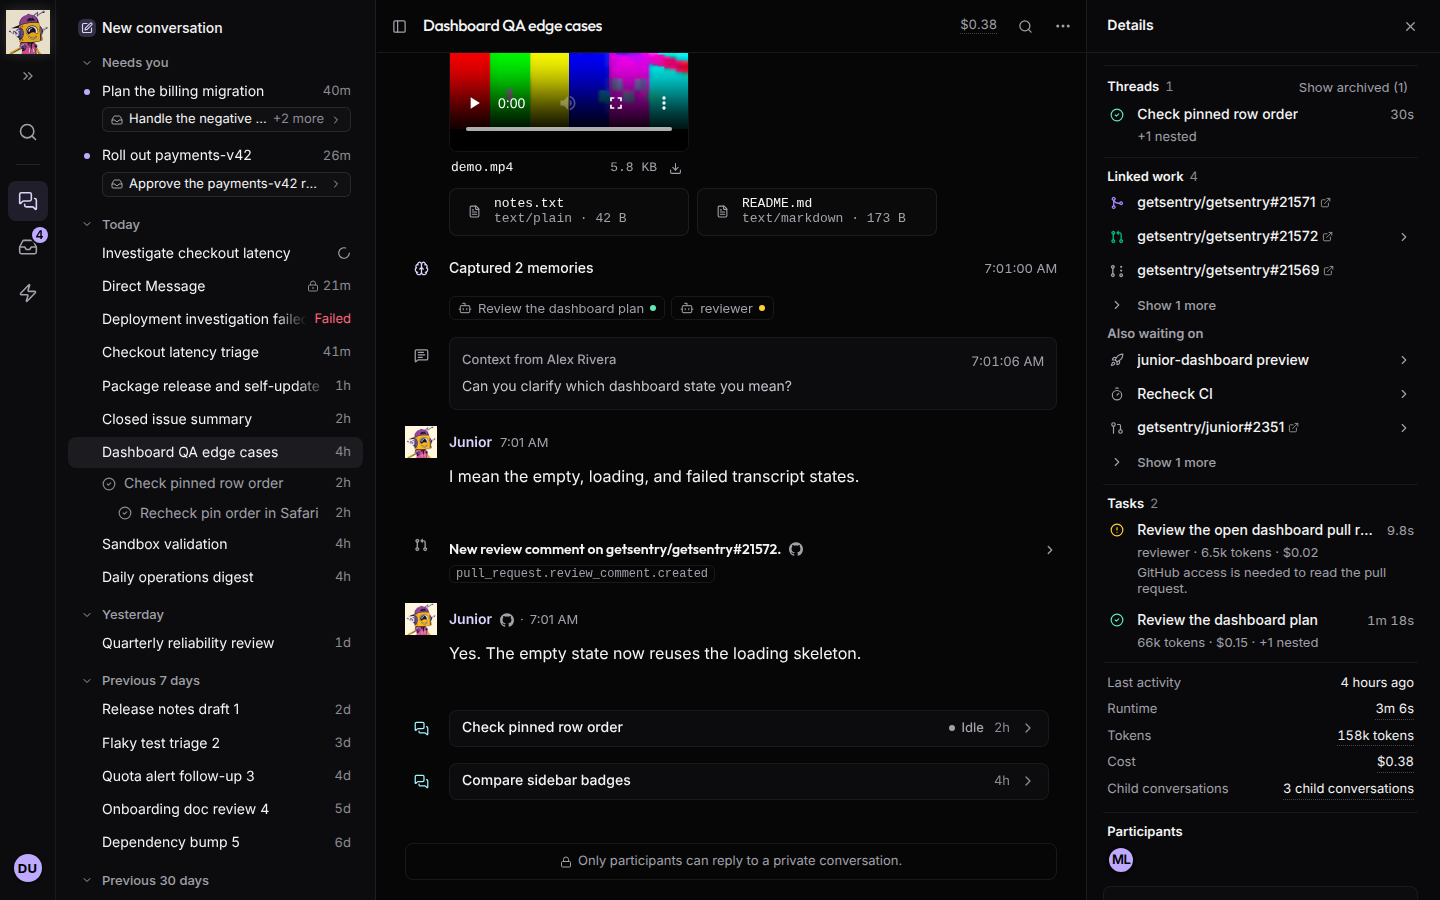 New conversation
Needs you
Plan the billing migration 40m
Handle the negative ... +2 more
Roll out payments-v42 26m
Approve the payments-v42 r...
Today
Investigate checkout latency
Direct Message 21m
Deployment investigation failed Failed
Checkout latency triage 41m
Package release and self-update 1h
Closed issue summary 2h
Dashboard QA edge cases 4h
Check pinned row order 2h
Recheck pin order in Safari 2h
Sandbox validation 4h
Daily operations digest 4h
Yesterday
Quarterly reliability review 1d
Previous 7 days
Release notes draft 1 2d
Flaky test triage 2 3d
Quota alert follow-up 3 4d
Onboarding doc review 4 5d
Dependency bump 5 6d
Previous 30 days
4
DU
Dashboard QA edge cases $0.38
0:00
demo.mp4 5.8 KB
notes.txt
text/plain · 42 B
README.md
text/markdown · 173 B
Captured 2 memories 7:01:00 AM
Review the dashboard plan
reviewer
Context from Alex Rivera 7:01:06 AM
Can you clarify which dashboard state you mean?
Junior 7:01 AM
I mean the empty, loading, and failed transcript states.
New review comment on getsentry/getsentry#21572.
pull_request.review_comment.created
Junior · 7:01 AM
Yes. The empty state now reuses the loading skeleton.
Check pinned row order Idle 2h
Compare sidebar badges 4h
Only participants can reply to a private conversation.
Details
Threads 1 Show archived (1)
Check pinned row order 30s
+1 nested
Linked work 4
getsentry/getsentry#21571
getsentry/getsentry#21572
getsentry/getsentry#21569
Show 1 more
Also waiting on
junior-dashboard preview
Recheck CI
getsentry/junior#2351
Show 1 more
Tasks 2
Review the open dashboard pull r... 9.8s
reviewer · 6.5k tokens · $0.02
GitHub access is needed to read the pull
request.
Review the dashboard plan 1m 18s
66k tokens · $0.15 · +1 nested
Last activity 4 hours ago
Runtime 3m 6s
Tokens 158k tokens
Cost $0.38
Child conversations 3 child conversations
Participants
ML